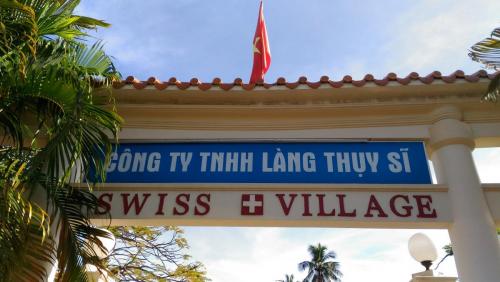 CÔNG TY TNHH LÀNG THỤY SĨ
SWISS VILLAGE